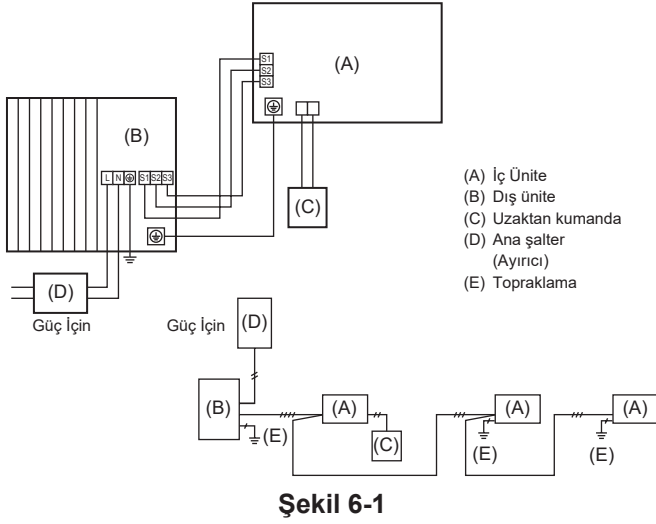 S1
S2
S3
(A)
(B)
L N S1 S2 S3
(C)
(D)
Güç İçin
(A) İç Ünite
(B) Dış ünite
(C) Uzaktan kumanda
(D) Ana şalter
(Ayırıcı)
(E) Topraklama
Güç İçin (D)
(B) (A) (A) (A)
(E) (C) (E) (E)
Şekil 6-1